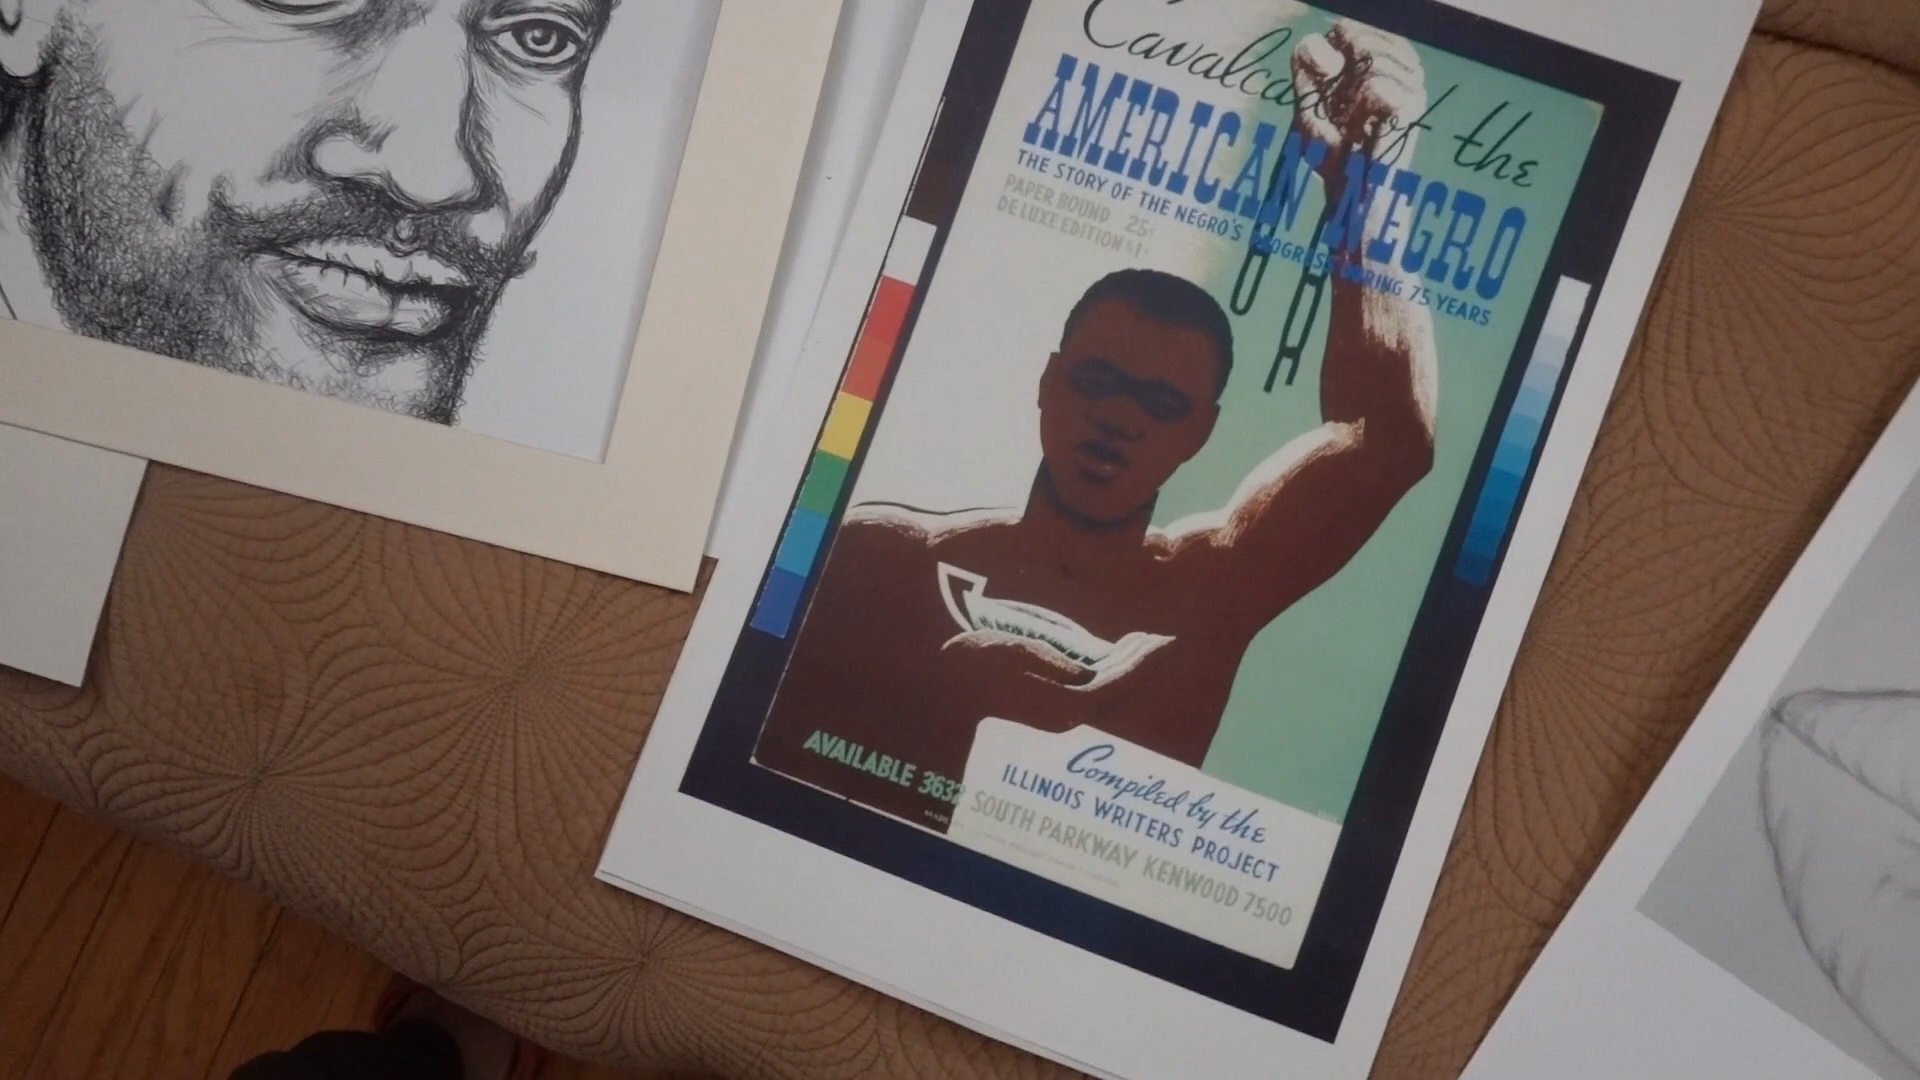 Cavalcade of the
AMERICAN NEGRO
THE STORY OF THE NEGRO'S PROGRESS DURING 75 YEARS
PAPER BOUND 25¢
DE LUXE EDITION $1
AVAILABLE 3632 SOUTH PARKWAY KENWOOD 7500
Compiled by the
ILLINOIS WRITERS PROJECT